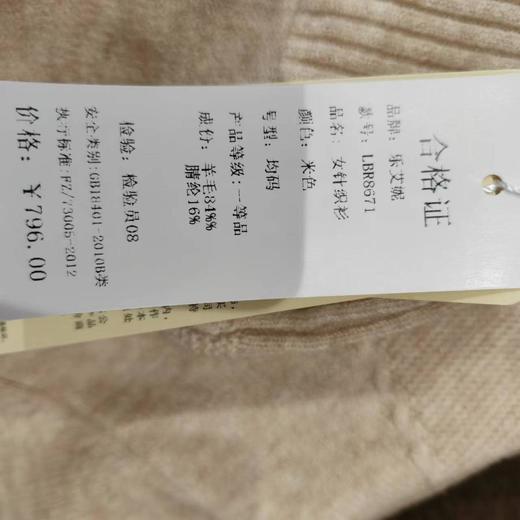 合格证
品牌：乐艾妮
款号：LBR8671
品名：女针织衫
颜色：米色
号型：均码
产品等级：一等品
成份：羊毛84%
腈纶16%
检验：检验员08
安全类别：GB18401-2010B类
执行标准：FZ/73005-2012
价格：￥796.00